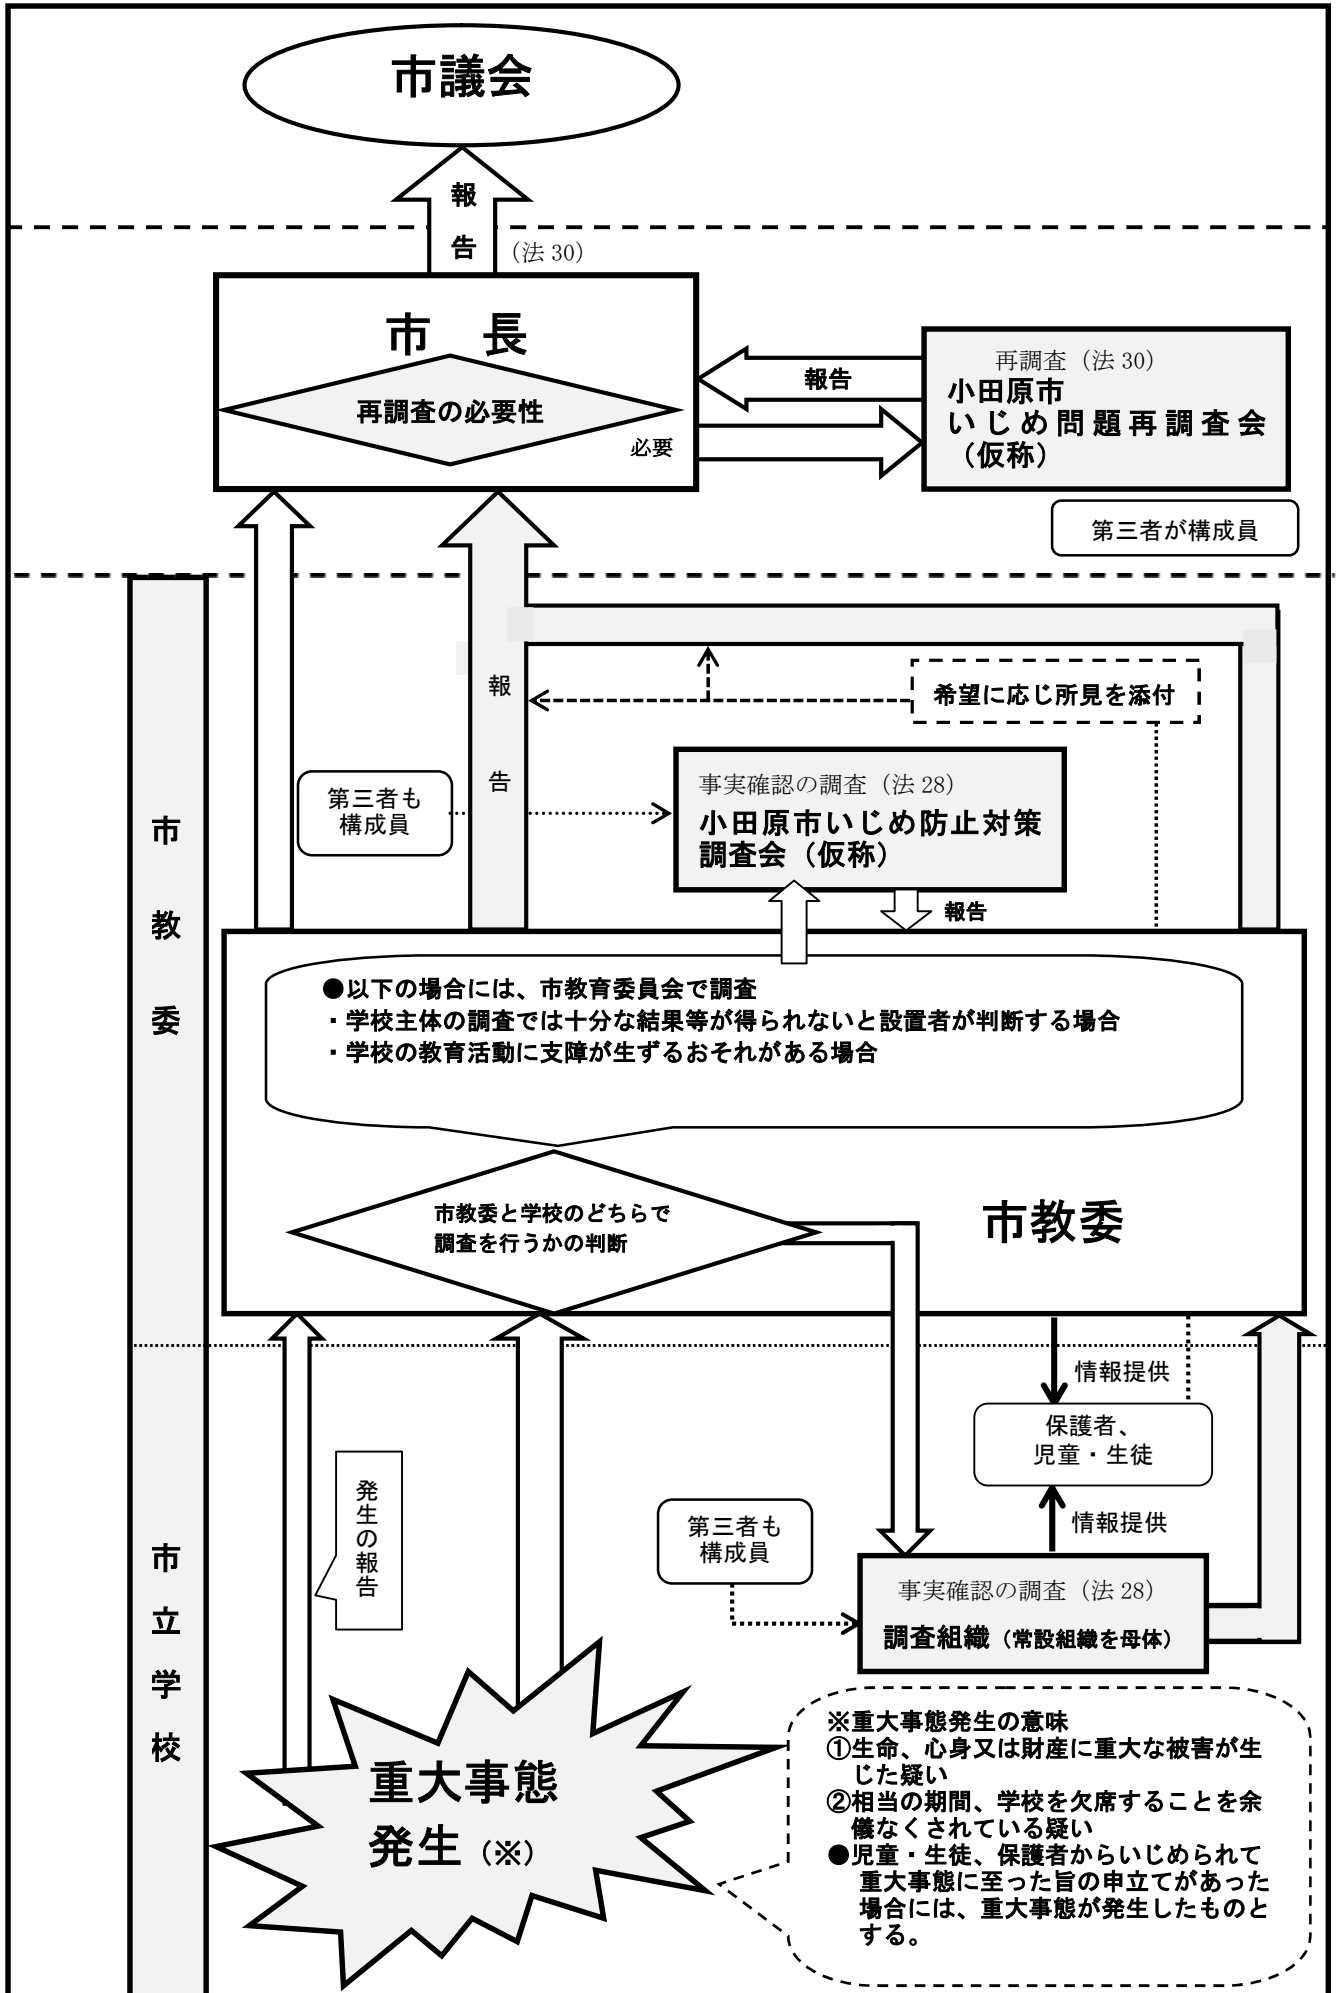 市議会
報告
（法 30）
市　長
再調査の必要性
必要
報告
再調査（法 30）
小田原市
いじめ問題再調査会
（仮称）
第三者が構成員
報告
希望に応じ所見を添付
第三者も
構成員
事実確認の調査（法 28）
小田原市いじめ防止対策
調査会（仮称）
報告
市教委
●以下の場合には、市教育委員会で調査
・学校主体の調査では十分な結果等が得られないと設置者が判断する場合
・学校の教育活動に支障が生ずるおそれがある場合
市教委と学校のどちらで
調査を行うかの判断
市教委
情報提供
保護者、
児童・生徒
情報提供
発生の報告
第三者も
構成員
事実確認の調査（法 28）
調査組織（常設組織を母体）
市立学校
重大事態
発生（※）
※重大事態発生の意味
①生命、心身又は財産に重大な被害が生
じた疑い
②相当の期間、学校を欠席することを余
儀なくされている疑い
●児童・生徒、保護者からいじめられて
重大事態に至った旨の申立てがあった
場合には、重大事態が発生したものと
する。